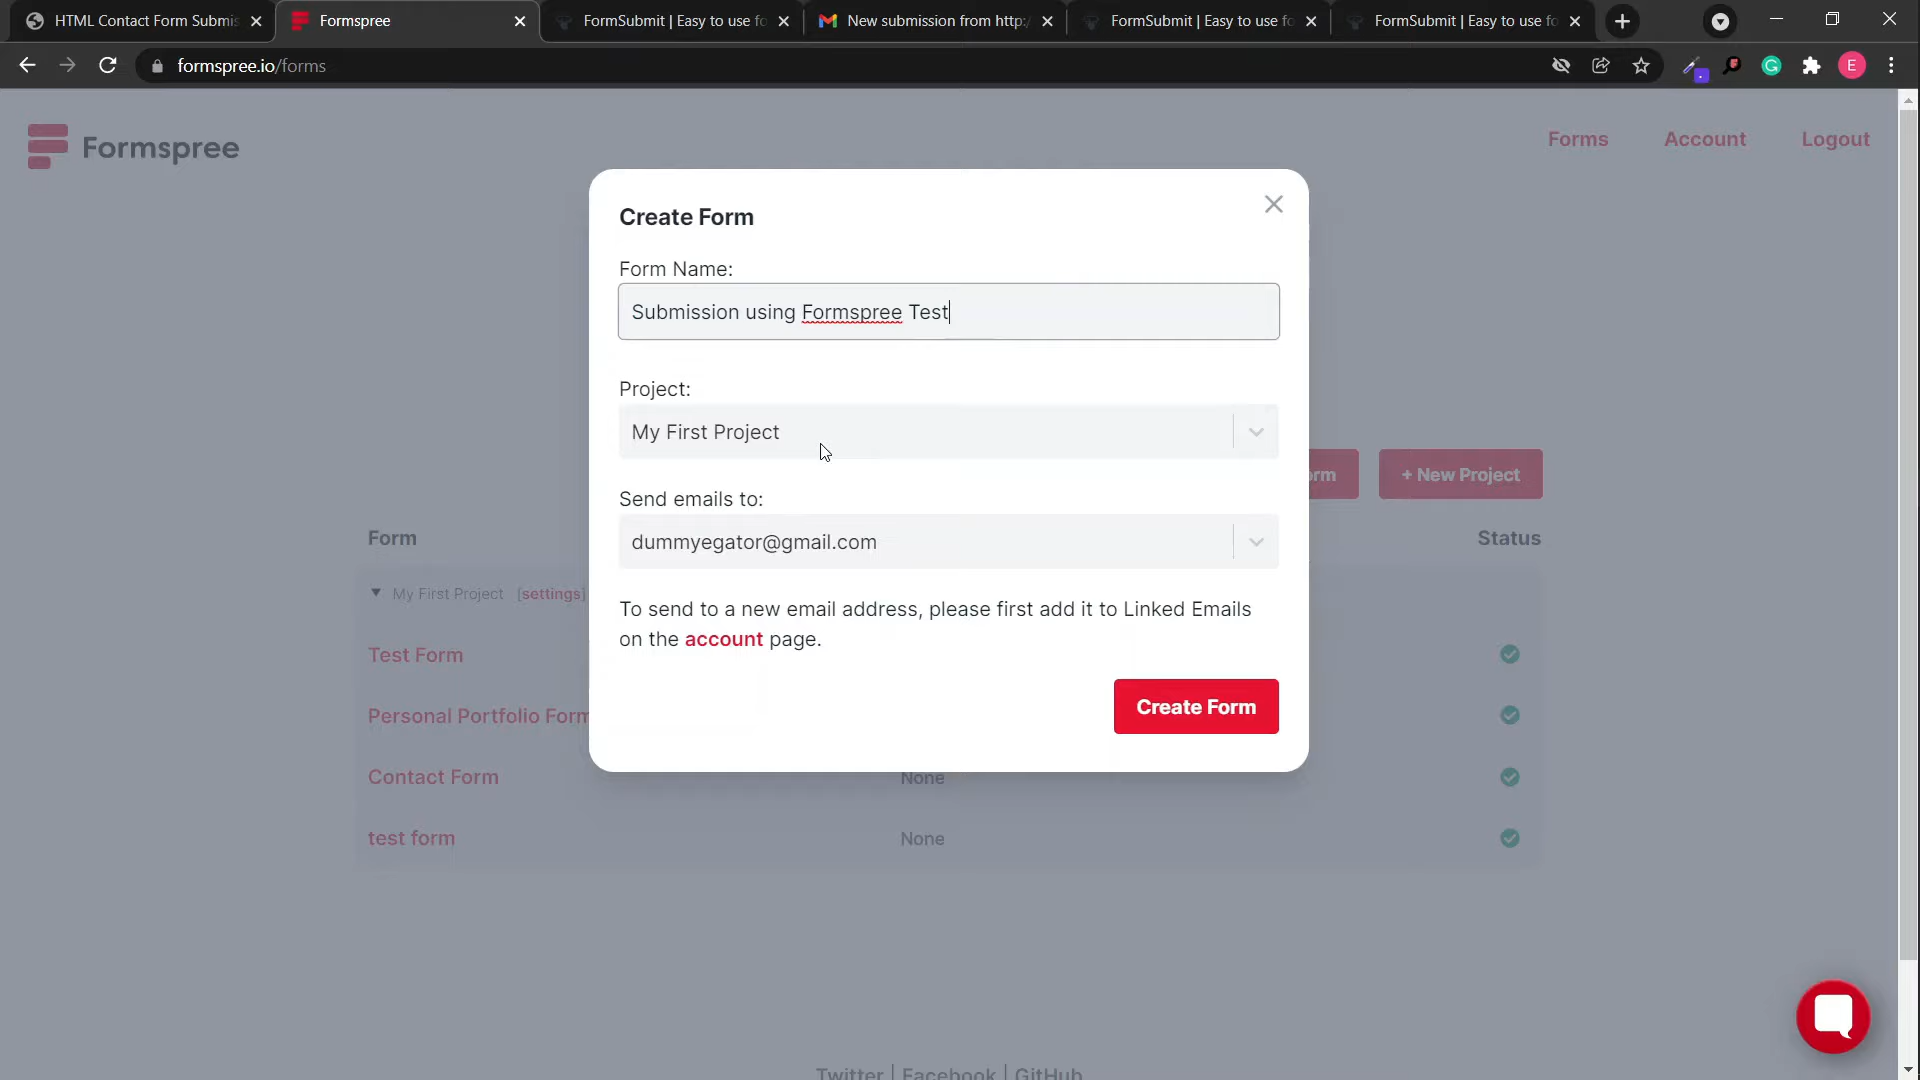 HTML Contact Form Submis
Formspree
FormSubmit | Easy to use fo
New submission from http:/
FormSubmit | Easy to use fo
FormSubmit | Easy to use fo
formspree.io/forms
G
E
Formspree
Forms
Account
Logout
Create Form
Form Name:
Submission using Formspree Test
Project:
My First Project
orm
+ New Project
Send emails to:
Form
Status
dummyegator@gmail.com
My First Project [settings]
To send to a new email address, please first add it to Linked Emails
on the account page.
Test Form
Create Form
Personal Portfolio Form
Contact Form
None
test form
None
Twitter | Facebook | GitHub